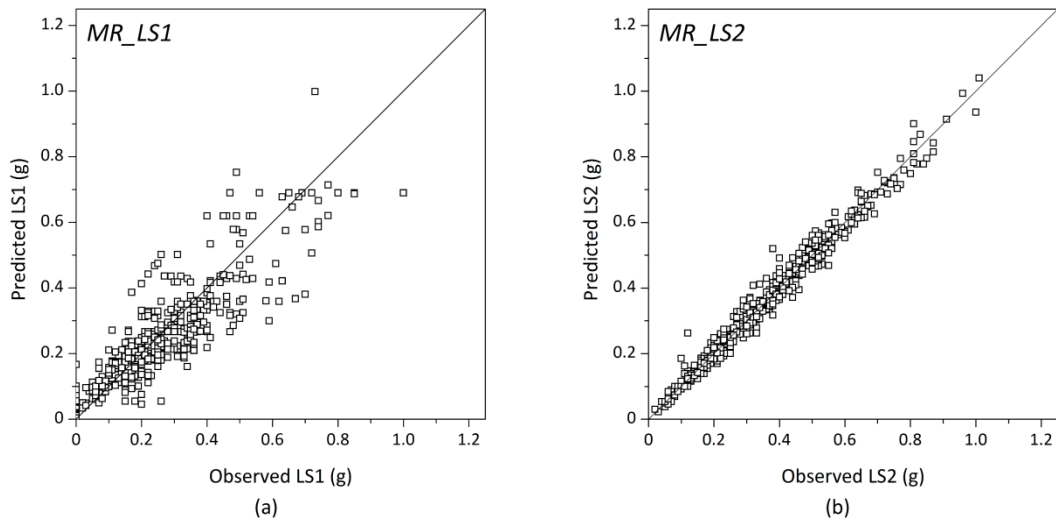 MR_LS1
1.2
1.0
0.8
0.6
0.4
0.2
0
Predicted LS1 (g)
0 0.2 0.4 0.6 0.8 1.0 1.2
Observed LS1 (g)
(a)
MR_LS2
1.2
1.0
0.8
0.6
0.4
0.2
0
Predicted LS2 (g)
0 0.2 0.4 0.6 0.8 1.0 1.2
Observed LS2 (g)
(b)